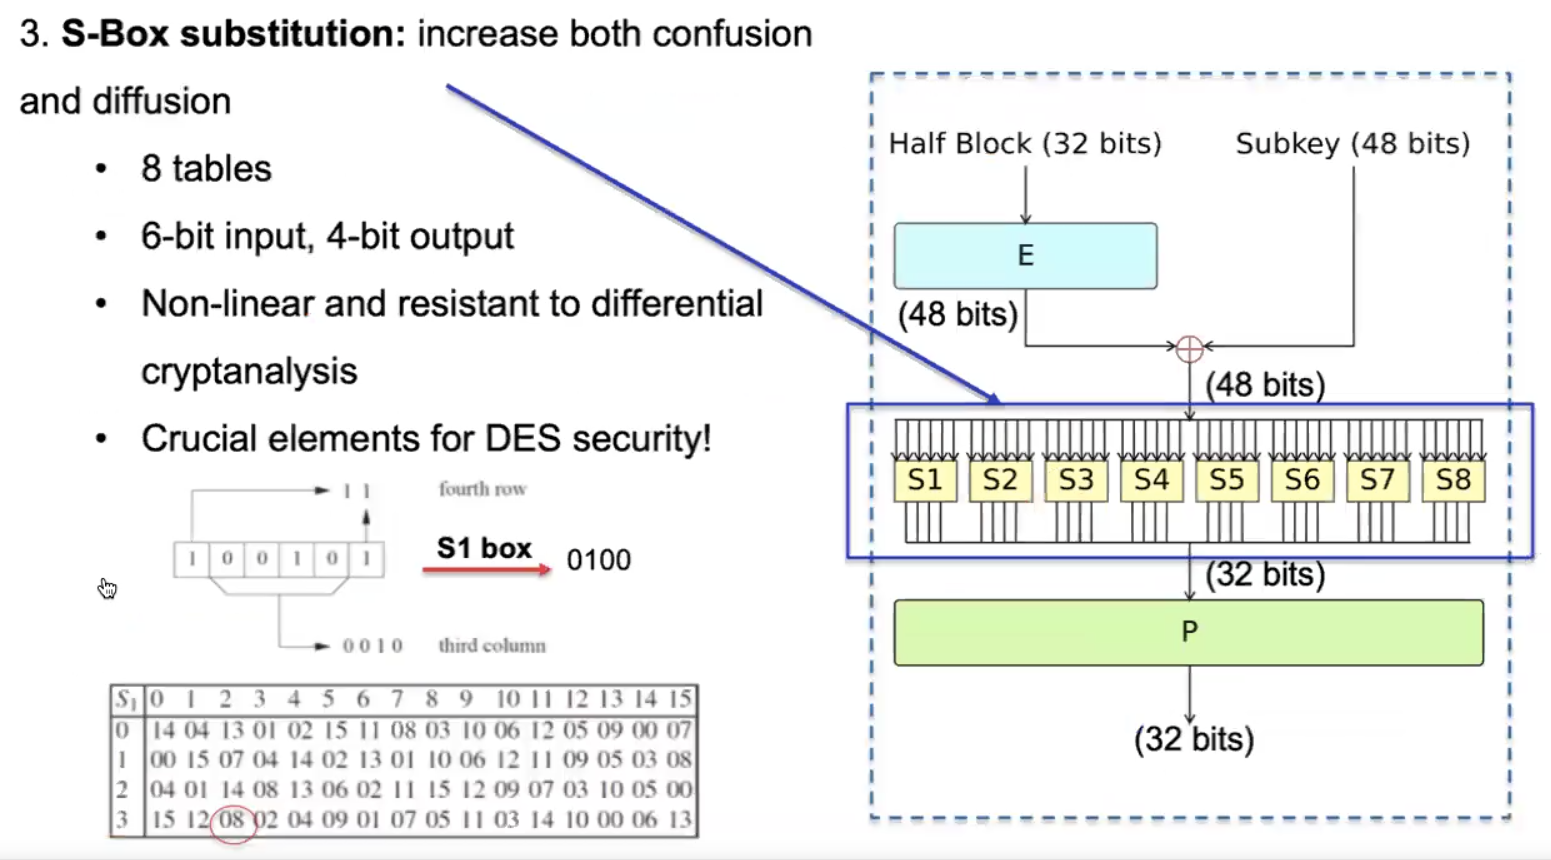 3. S-Box substitution: increase both confusion
and diffusion
• 8 tables
• 6-bit input, 4-bit output
• Non-linear and resistant to differential
cryptanalysis
• Crucial elements for DES security!
1 1 fourth row
1 0 0 1 0 1
S1 box 0100
0 0 1 0 third column
S1 0 1 2 3 4 5 6 7 8 9 10 11 12 13 14 15
0 14 04 13 01 02 15 11 08 03 10 06 12 05 09 00 07
1 00 15 07 04 14 02 13 01 10 06 12 11 09 05 03 08
2 04 01 14 08 13 06 02 11 15 12 09 07 03 10 05 00
3 15 12 08 02 04 09 01 07 05 11 03 14 10 00 06 13
Half Block (32 bits) Subkey (48 bits)
E
(48 bits)
(48 bits)
S1 S2 S3 S4 S5 S6 S7 S8
(32 bits)
P
(32 bits)